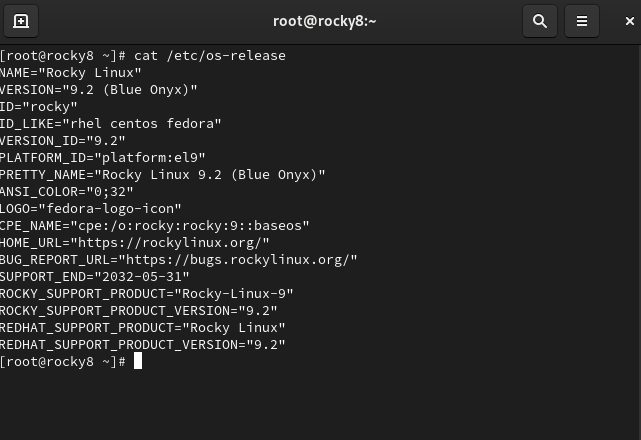 root@rocky8:~
[root@rocky8 ~]# cat /etc/os-release
NAME="Rocky Linux"
VERSION="9.2 (Blue Onyx)"
ID="rocky"
ID_LIKE="rhel centos fedora"
VERSION_ID="9.2"
PLATFORM_ID="platform:el9"
PRETTY_NAME="Rocky Linux 9.2 (Blue Onyx)"
ANSI_COLOR="0;32"
LOGO="fedora-logo-icon"
CPE_NAME="cpe:/o:rocky:rocky:9::baseos"
HOME_URL="https://rockylinux.org/"
BUG_REPORT_URL="https://bugs.rockylinux.org/"
SUPPORT_END="2032-05-31"
ROCKY_SUPPORT_PRODUCT="Rocky-Linux-9"
ROCKY_SUPPORT_PRODUCT_VERSION="9.2"
REDHAT_SUPPORT_PRODUCT="Rocky Linux"
REDHAT_SUPPORT_PRODUCT_VERSION="9.2"
[root@rocky8 ~]#